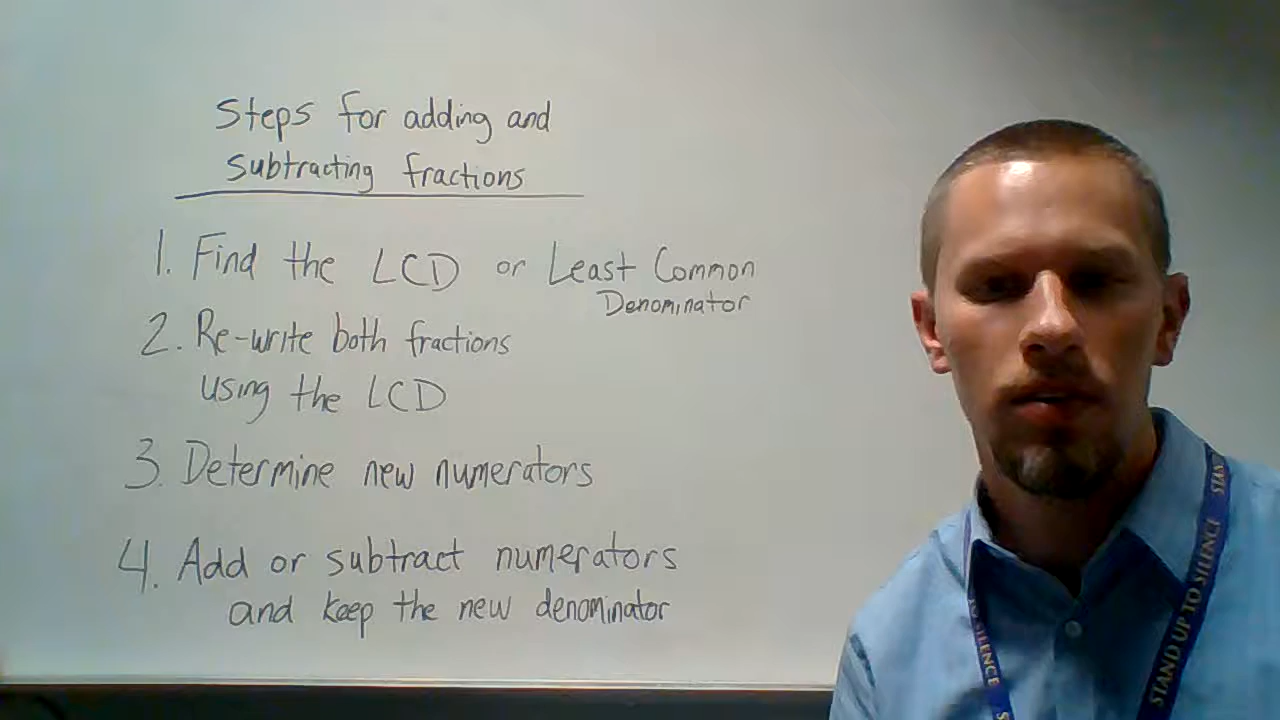 Steps for adding and
subtracting fractions
1. Find the LCD or Least Common
Denominator
2. Re-write both fractions
using the LCD
3. Determine new numerators
4. Add or subtract numerators
and keep the new denominator
STAND UP TO SILENCE
STAN
SILENCE
S